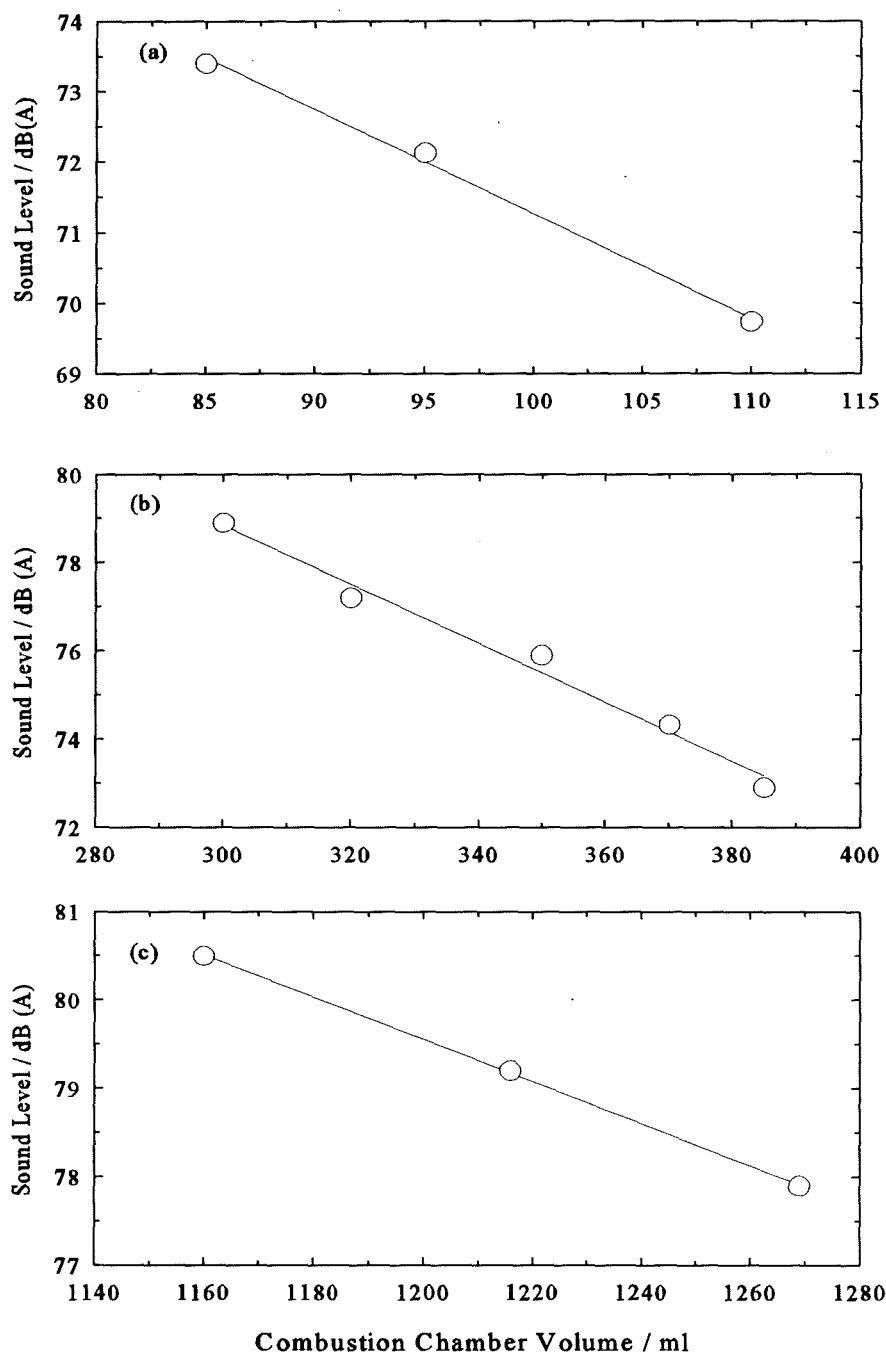 (a)
Sound Level / dB(A)
74
73
72
71
70
69
80 85 90 95 100 105 110 115
(b)
Sound Level / dB (A)
80
78
76
74
72
280 300 320 340 360 380 400
(c)
Sound Level / dB (A)
81
80
79
78
77
1140 1160 1180 1200 1220 1240 1260 1280
Combustion Chamber Volume / ml